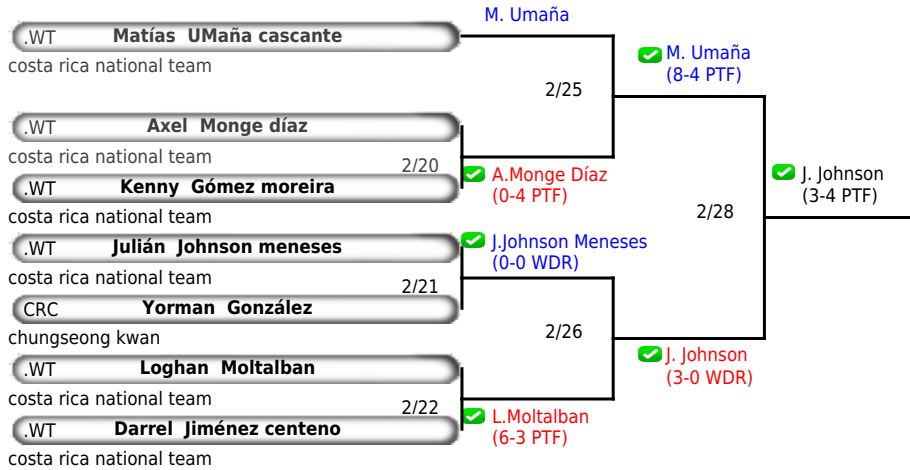 M. Umaña
.WT Matías UMaña cascante
costa rica national team
M. Umaña
(8-4 PTF)
2/25
.WT Axel Monge díaz
costa rica national team
2/20
A.Monge Díaz
(0-4 PTF)
.WT Kenny Gómez moreira
costa rica national team
J. Johnson
(3-4 PTF)
2/28
.WT Julián Johnson meneses
costa rica national team
J.Johnson Meneses
(0-0 WDR)
2/21
CRC Yorman González
chungseong kwan
2/26
.WT Loghan Moltalban
costa rica national team
J. Johnson
(3-0 WDR)
2/22
L.Moltalban
(6-3 PTF)
.WT Darrel Jiménez centeno
costa rica national team